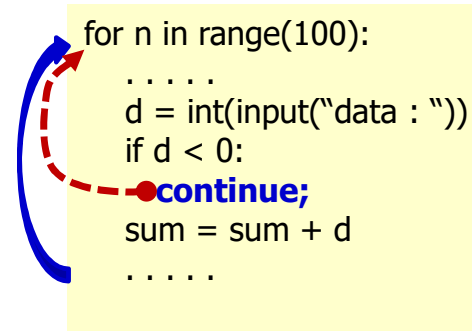 for n in range(100):
. . . . .
d = int(input(“data : “))
if d < 0:
continue;
sum = sum + d
. . . . .